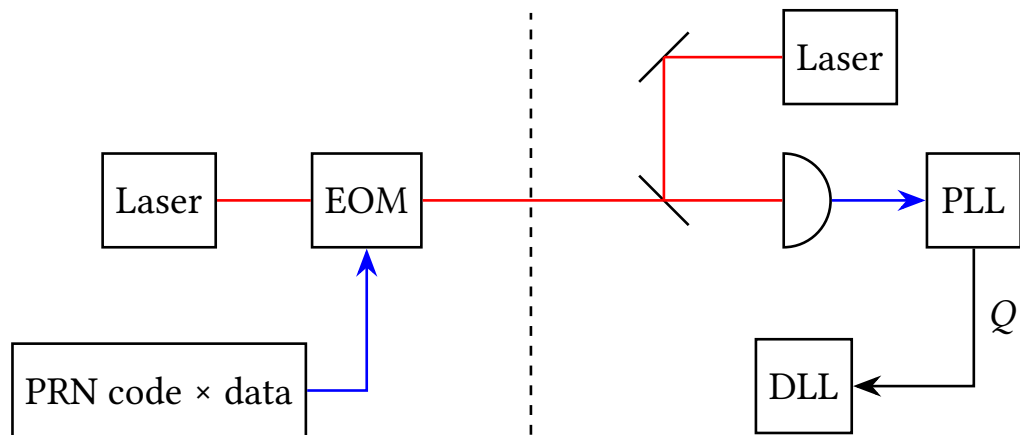 Laser
Laser
EOM
PLL
Q
PRN code × data
DLL